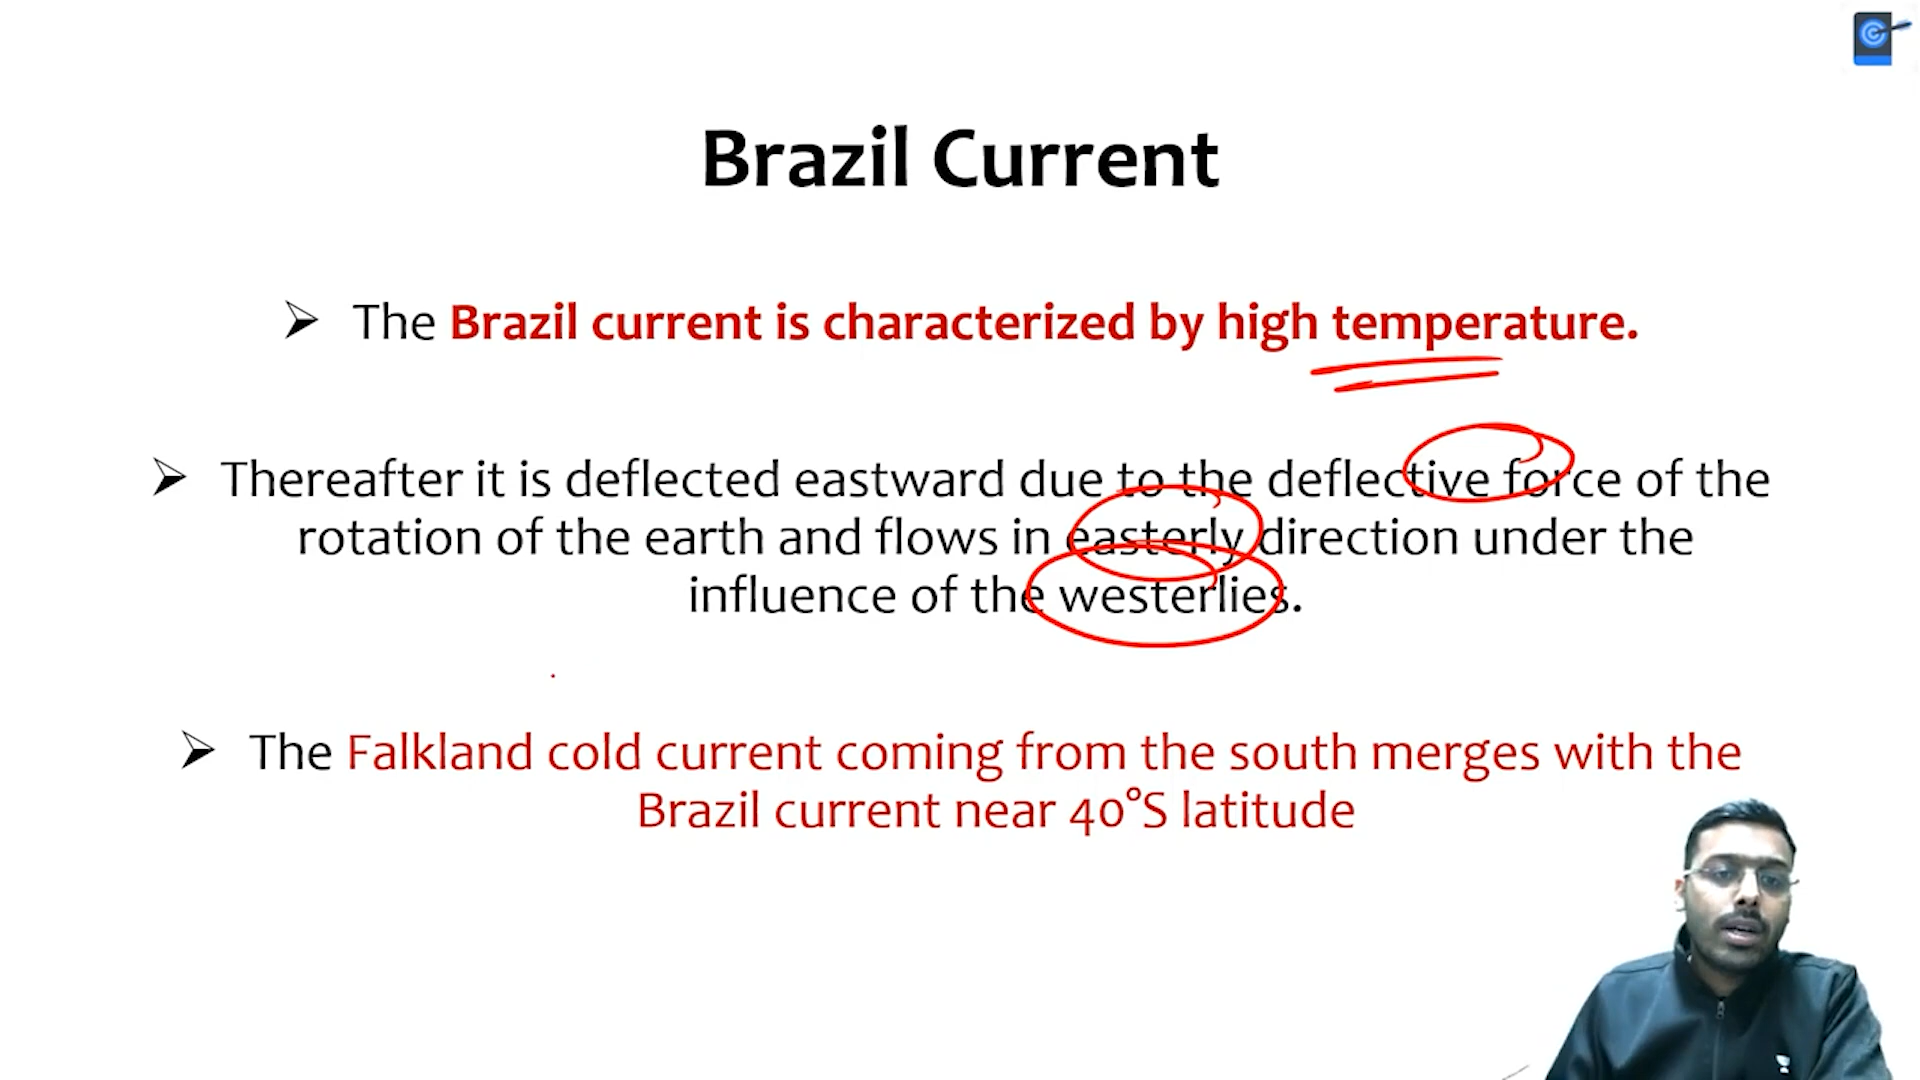 Brazil Current
➢ The Brazil current is characterized by high temperature.
➢ Thereafter it is deflected eastward due to the deflective force of the
rotation of the earth and flows in easterly direction under the
influence of the westerlies.
➢ The Falkland cold current coming from the south merges with the
Brazil current near 40°S latitude